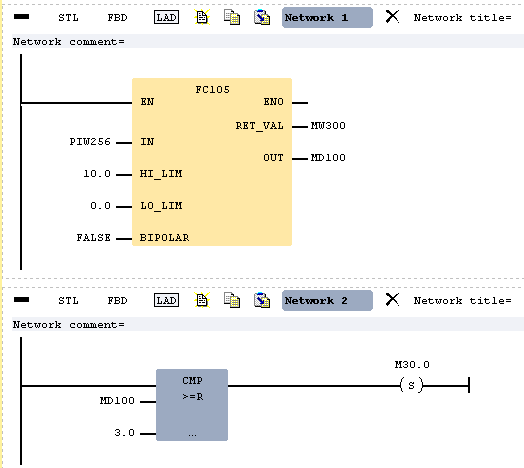 STL FBD LAD Network 1 Network title=
Network comment=
FC105
EN ENO
RET_VAL MW300
PIW256 IN
OUT MD100
10.0 HI_LIM
0.0 LO_LIM
FALSE BIPOLAR
STL FBD LAD Network 2 Network title=
Network comment=
M30.0
CMP
>=R
(S)
MD100
3.0 ...